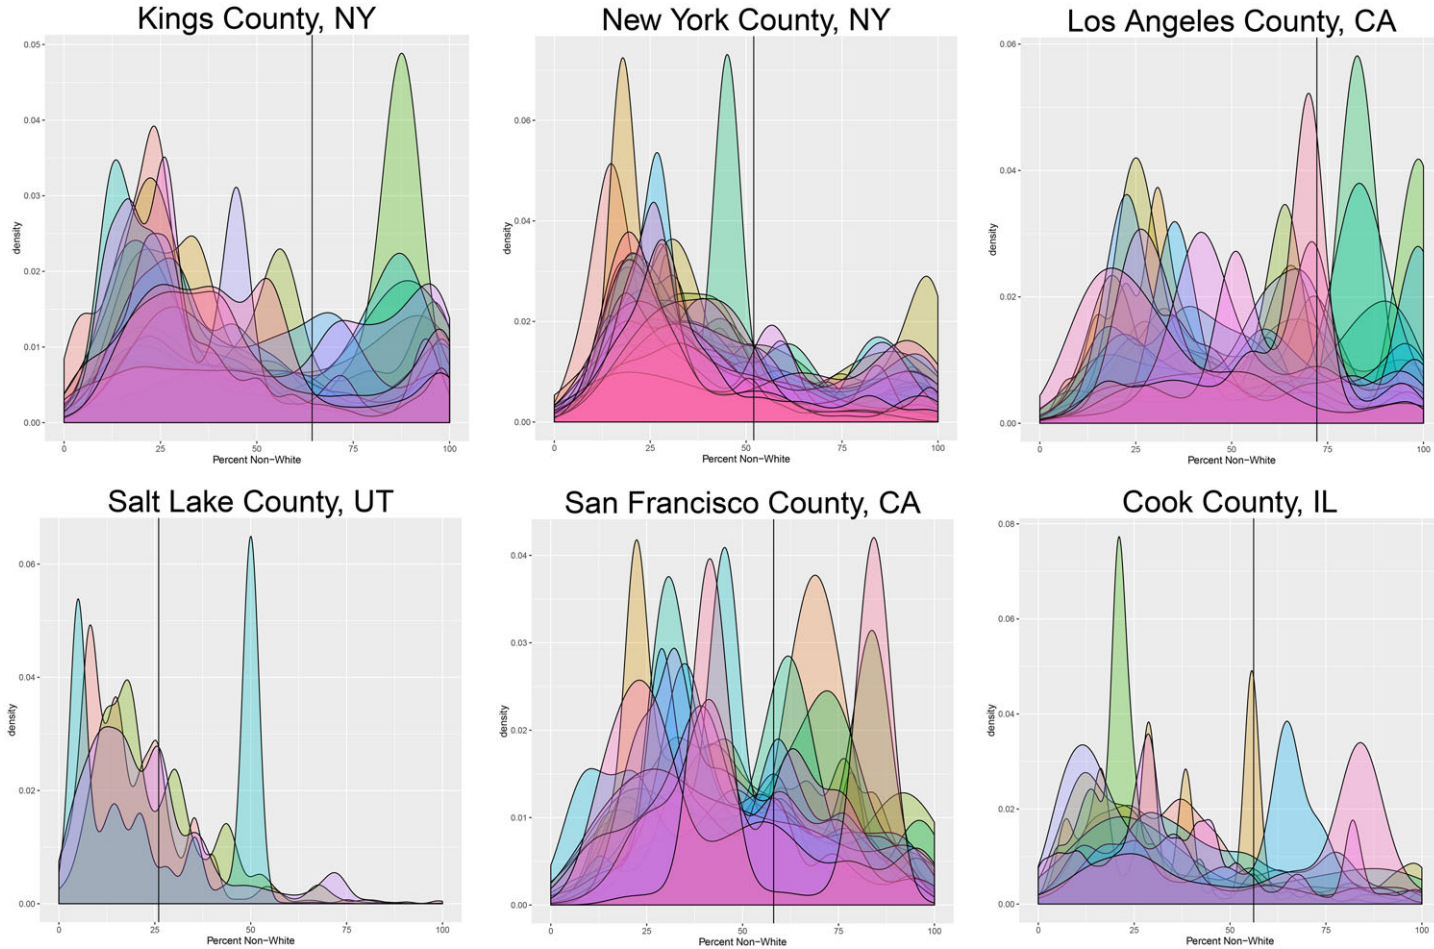 Kings County, NY
New York County, NY
Los Angeles County, CA
0.05
0.04
0.03
0.02
0.01
0.00
density
0 25 50 75 100
Percent Non−White
0.06
0.04
0.02
0.00
density
0 25 50 75 100
Percent Non−White
0.06
0.04
0.02
0.00
density
0 25 50 75 100
Percent Non−White
Salt Lake County, UT
San Francisco County, CA
Cook County, IL
0.06
0.04
0.02
0.00
density
0 25 50 75 100
Percent Non−White
0.04
0.03
0.02
0.01
0.00
density
0 25 50 75 100
Percent Non−White
0.08
0.06
0.04
0.02
0.00
density
0 25 50 75 100
Percent Non−White